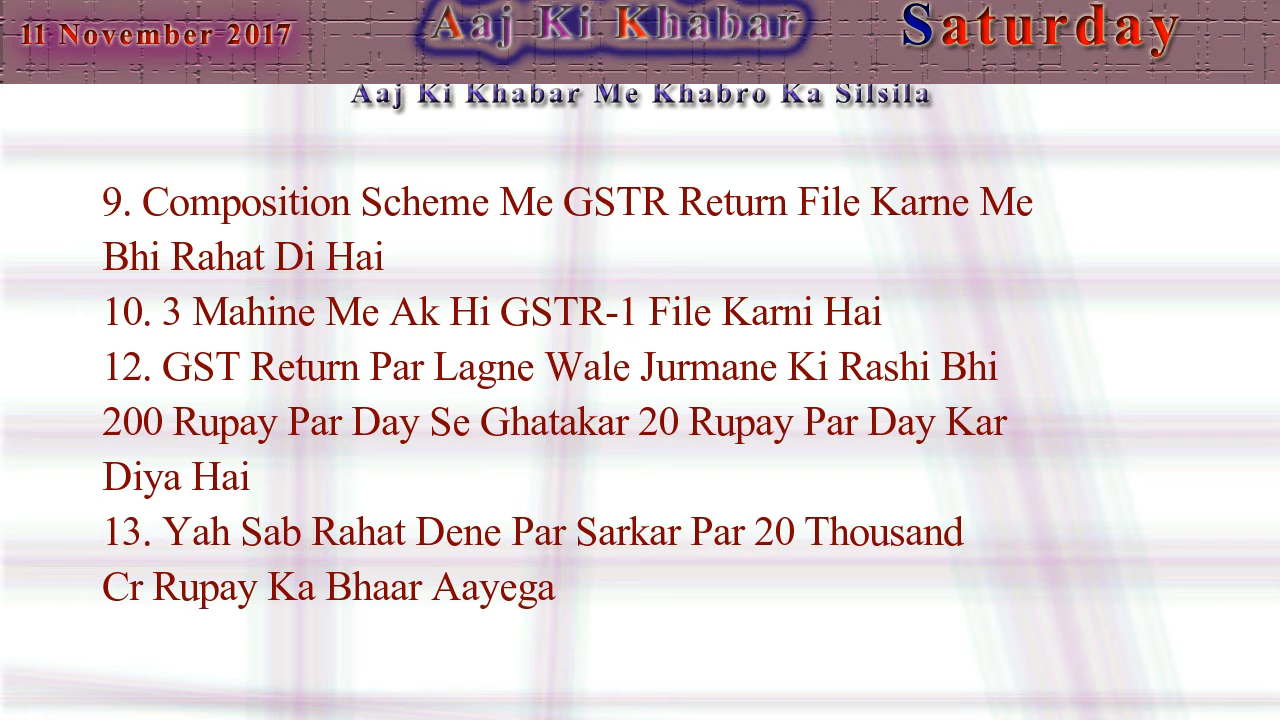 11 November 2017
Aaj Ki Khabar
Saturday
Aaj Ki Khabar Me Khabro Ka Silsila
9. Composition Scheme Me GSTR Return File Karne Me
Bhi Rahat Di Hai
10. 3 Mahine Me Ak Hi GSTR-1 File Karni Hai
12. GST Return Par Lagne Wale Jurmane Ki Rashi Bhi
200 Rupay Par Day Se Ghatakar 20 Rupay Par Day Kar
Diya Hai
13. Yah Sab Rahat Dene Par Sarkar Par 20 Thousand
Cr Rupay Ka Bhaar Aayega